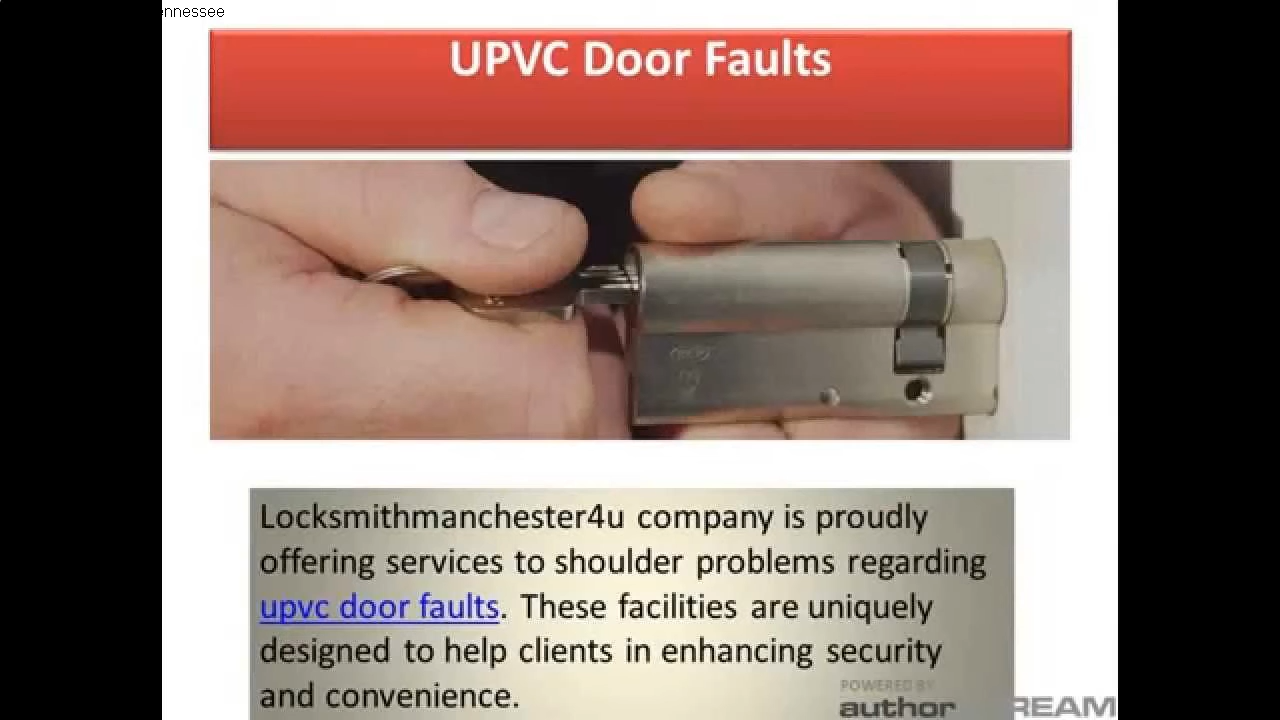 ennessee
UPVC Door Faults
Locksmithmanchester4u company is proudly
offering services to shoulder problems regarding
upvc door faults. These facilities are uniquely
designed to help clients in enhancing security
and convenience.
POWERED BY
author REAM